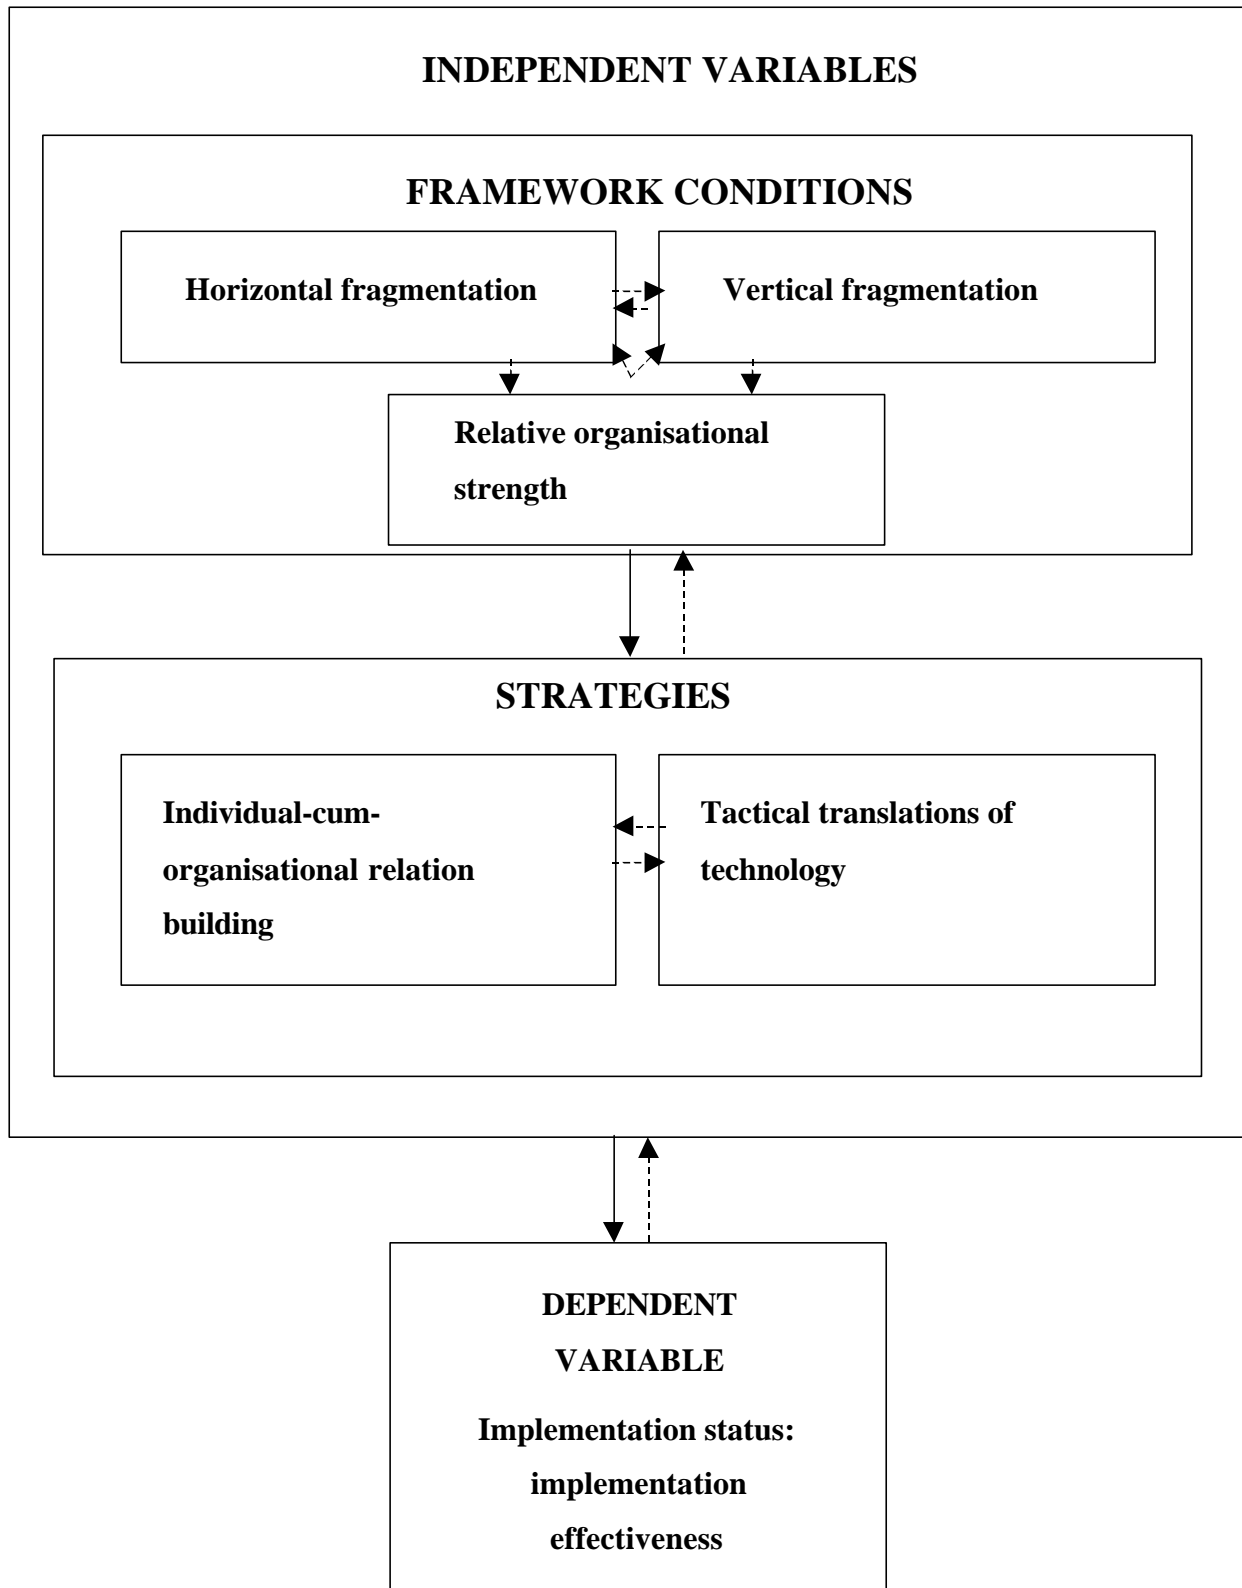 INDEPENDENT VARIABLES
FRAMEWORK CONDITIONS
Horizontal fragmentation
Vertical fragmentation
Relative organisational
strength
STRATEGIES
Individual-cum-
organisational relation
building
Tactical translations of
technology
DEPENDENT
VARIABLE
Implementation status:
implementation
effectiveness